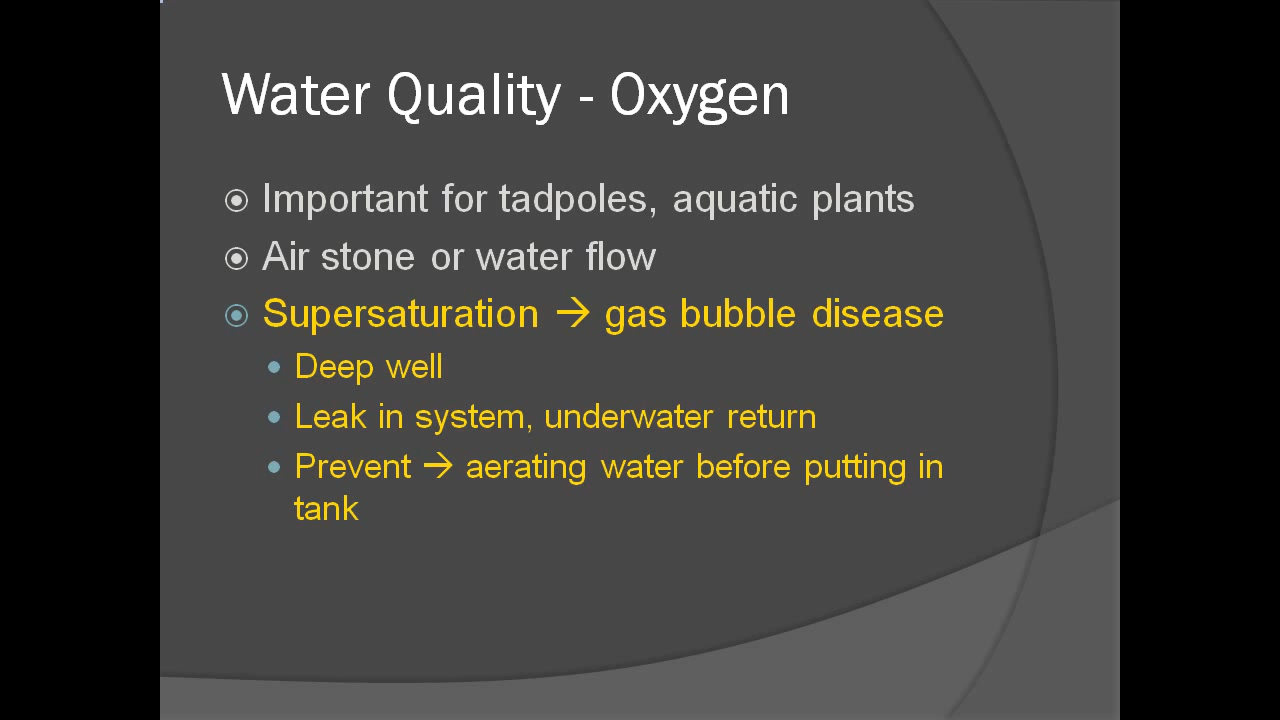 Water Quality - Oxygen
Important for tadpoles, aquatic plants
Air stone or water flow
Supersaturation → gas bubble disease
Deep well
Leak in system, underwater return
Prevent → aerating water before putting in
tank